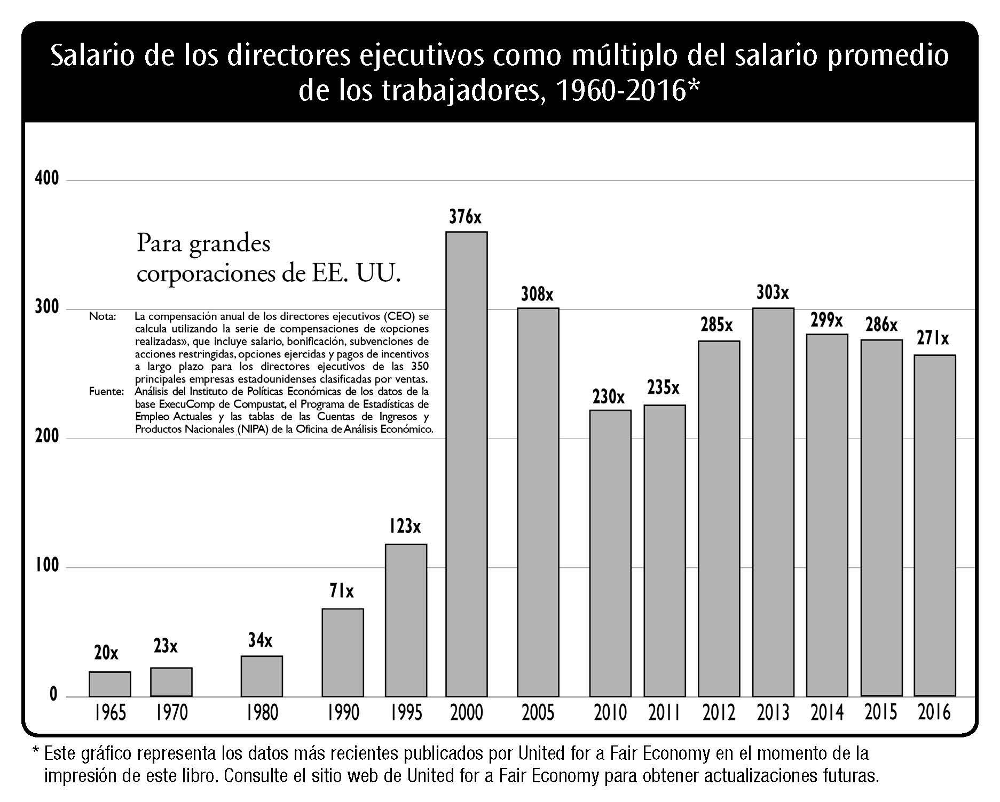 Salario de los directores ejecutivos como múltiplo del salario promedio
de los trabajadores, 1960-2016*
400
300
200
100
0
Para grandes
corporaciones de EE. UU.
Nota: La compensación anual de los directores ejecutivos (CEO) se
calcula utilizando la serie de compensaciones de «opciones
realizadas», que incluye salario, bonificación, subvenciones de
acciones restringidas, opciones ejercidas y pagos de incentivos
a largo plazo para los directores ejecutivos de las 350
principales empresas estadounidenses clasificadas por ventas.
Fuente: Análisis del Instituto de Políticas Económicas de los datos de la
base ExecuComp de Compustat, el Programa de Estadísticas de
Empleo Actuales y las tablas de las Cuentas de Ingresos y
Productos Nacionales (NIPA) de la Oficina de Análisis Económico.
20x
23x
34x
71x
123x
376x
308x
230x
235x
285x
303x
299x
286x
271x
1965 1970 1980 1990 1995 2000 2005 2010 2011 2012 2013 2014 2015 2016
* Este gráfico representa los datos más recientes publicados por United for a Fair Economy en el momento de la
impresión de este libro. Consulte el sitio web de United for a Fair Economy para obtener actualizaciones futuras.